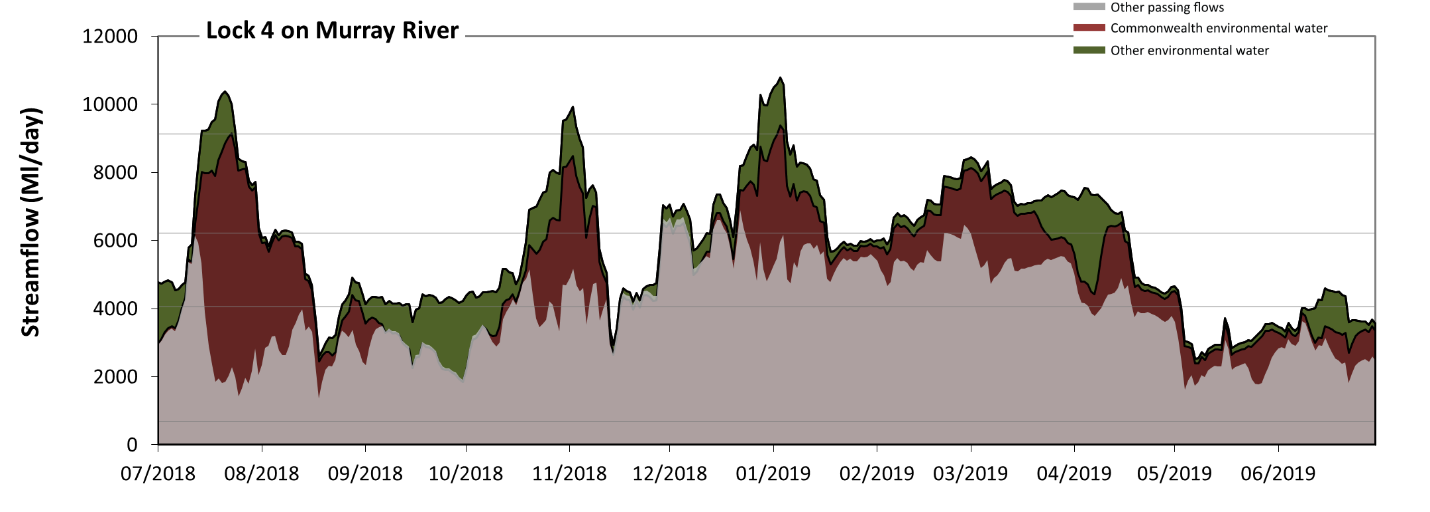 Other passing flows
Commonwealth environmental water
Other environmental water
Lock 4 on Murray River
Streamflow (Ml/day)
12000
10000
8000
6000
4000
2000
0
07/2018 08/2018 09/2018 10/2018 11/2018 12/2018 01/2019 02/2019 03/2019 04/2019 05/2019 06/2019